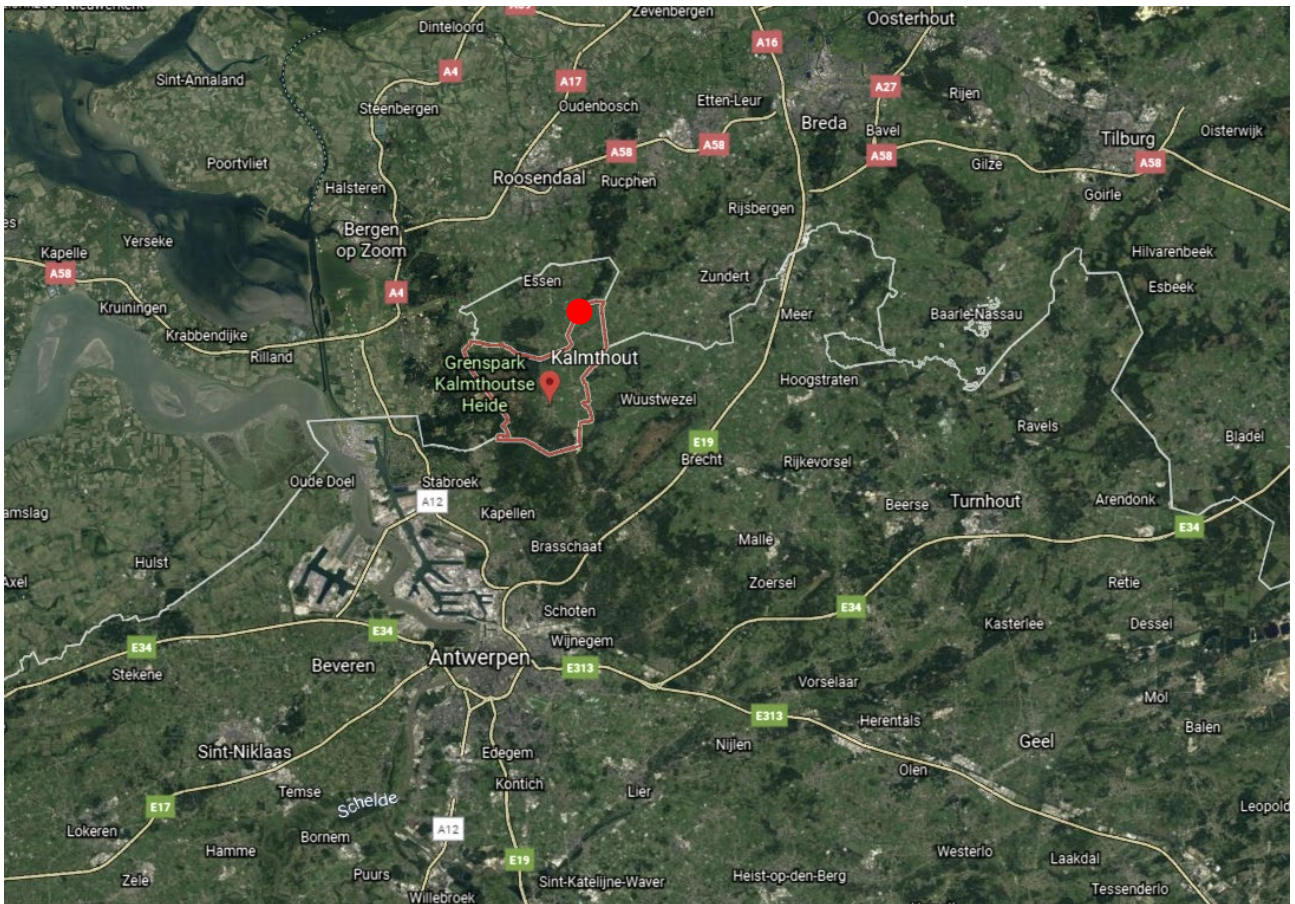 Dinteloord
Zevenbergen
Oosterhout
A16
Sint-Annaland
A4
A17
A27
Rijen
Steenbergen
Oudenbosch
Etten-Leur
Breda
Bavel
Tilburg
Oisterwijk
Poortvliet
A58
A58
A58
Gilze
A58
Halsteren
Roosendaal
Rucphen
Goirle
Rijsbergen
Yerseke
Bergen
op Zoom
Kapelle
Hilvarenbeek
A58
Essen
Zundert
Esbeek
Kruiningen
A4
Meer
Baarle-Nassau
Krabbendijke
Rilland
Kalmthout
Grenspark
Kalmthoutse
Heide
Hoogstraten
Wuustwezel
Ravels
Bladel
E19
Brecht
Rijkevorsel
Oude Doel
Stabroek
A12
Beerse
Turnhout
Arendonk
amslag
Kapellen
E34
Malle
Brasschaat
Hulst
Axel
Zoersel
Retie
Schoten
E34
Kasterlee
Dessel
E34
Wijnegem
E34
Antwerpen
Beveren
E313
Stekene
Vorselaar
Mol
E313
Herentals
Balen
Sint-Niklaas
Edegem
Nijlen
Geel
Kontich
Olen
Temse
Lier
Schelde
E17
Leopold
Lokeren
Bornem
A12
Hamme
E19
Westerlo
Laakdal
Zele
Puurs
Sint-Katelijne-Waver
Heist-op-den-Berg
Tessenderlo
Willebroek